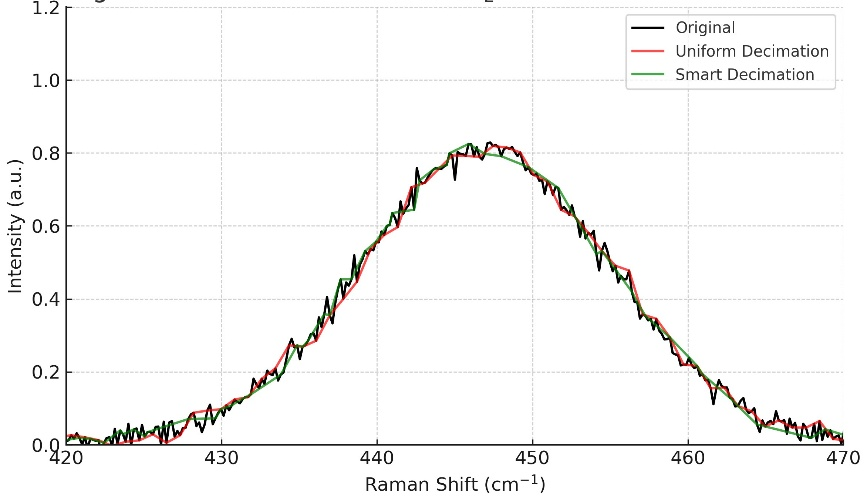 1.2
1.0
0.8
0.6
0.4
0.2
0.0
420 430 440 450 460 470
Intensity (a.u.)
Raman Shift (cm⁻¹)
Original
Uniform Decimation
Smart Decimation